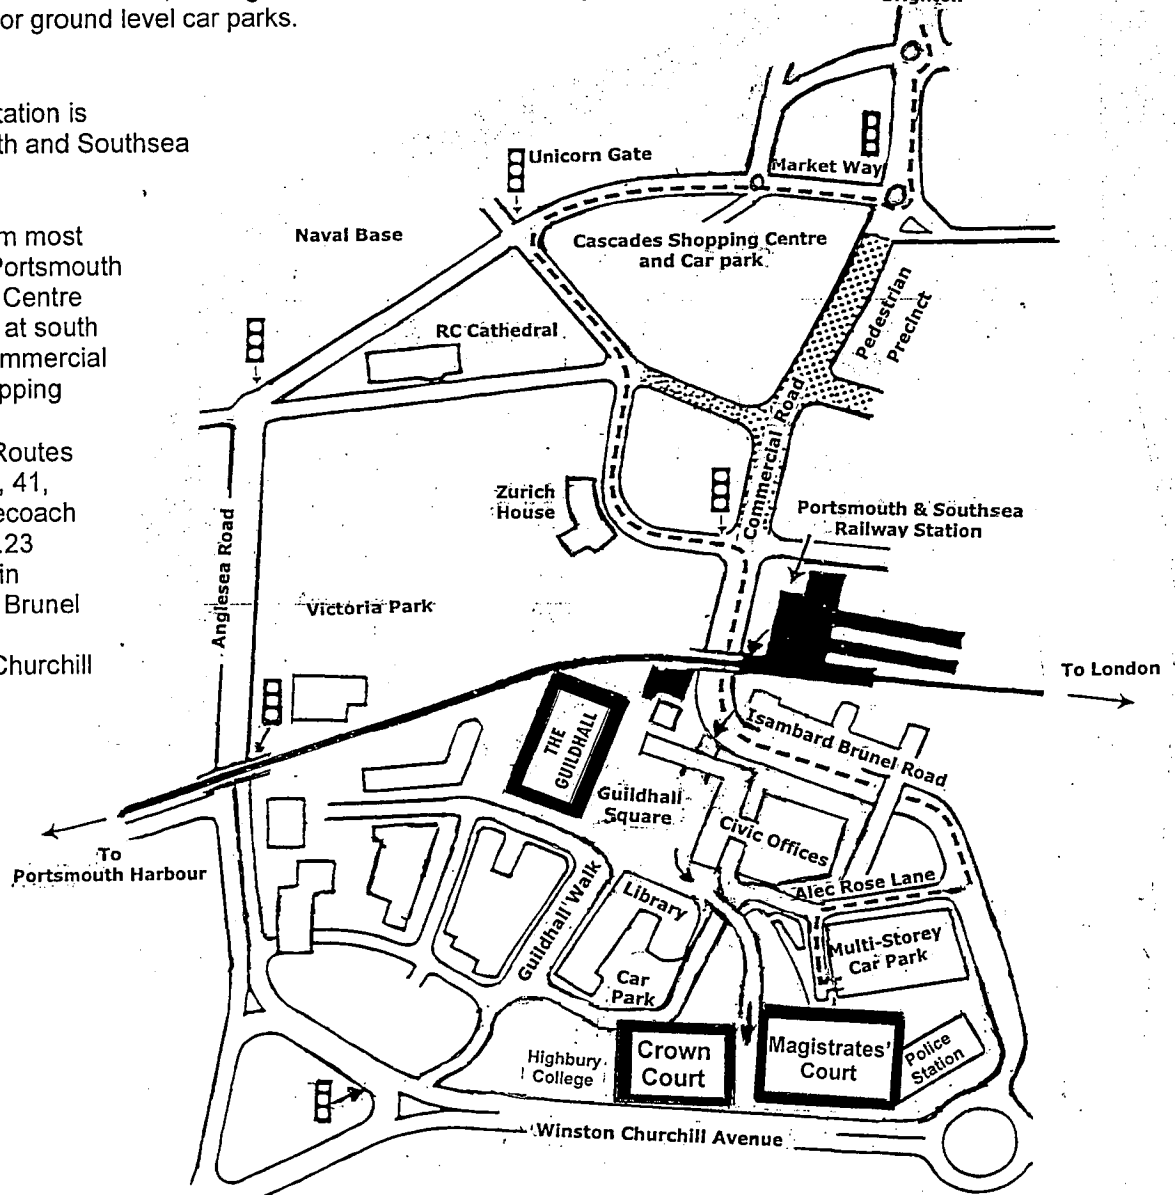 or ground level car parks.
tation is
th and Southsea
m most
Portsmouth
Centre
at south
mmercial
pping
Routes
, 41,
ecoach
.23
in
Brunel
Churchill
Unicorn Gate
Market Way
Naval Base
Cascades Shopping Centre
and Car park
Pedestrian
Precinct
RC Cathedral
Commercial Road
Zurich
House
Portsmouth & Southsea
Railway Station
Anglesea Road
Victoria Park
To London
THE
GUILDHALL
Isambard Brunel Road
Guildhall
Square
Civic Offices
To
Portsmouth Harbour
Alec Rose Lane
Library
Guildhall Walk
Multi-Storey
Car Park
Car
Park
Highbury
College
Crown
Court
Magistrates'
Court
Police
Station
Winston Churchill Avenue